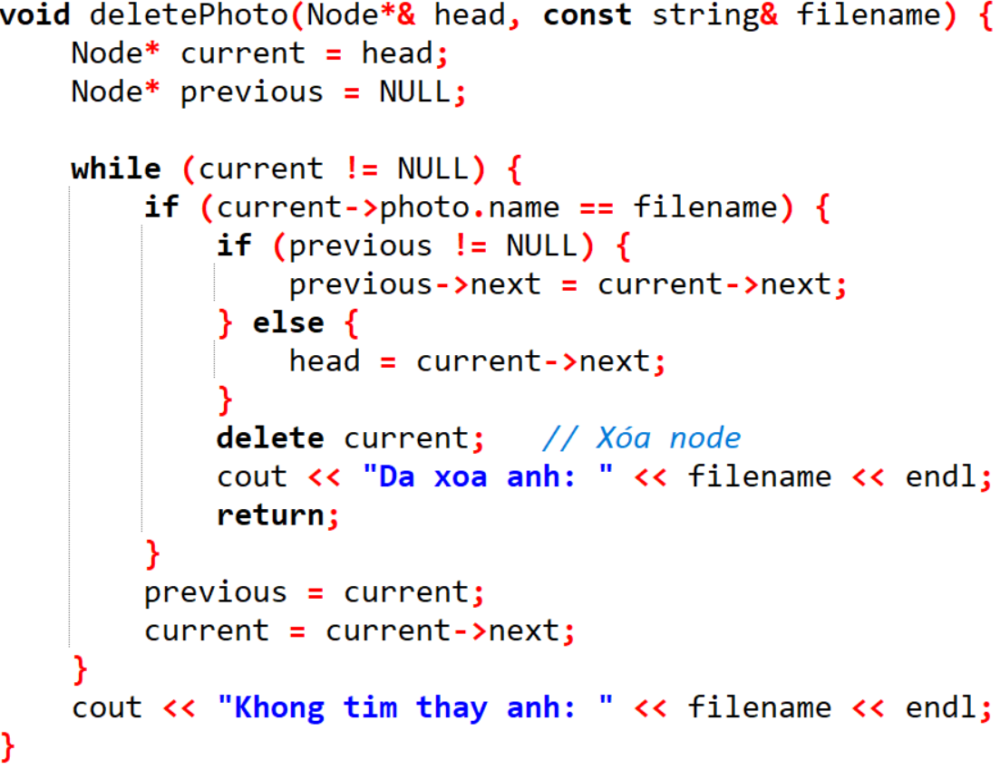 void deletePhoto(Node*& head, const string& filename) {
    Node* current = head;
    Node* previous = NULL;

    while (current != NULL) {
        if (current->photo.name == filename) {
            if (previous != NULL) {
                previous->next = current->next;
            } else {
                head = current->next;
            }
            delete current;   // Xóa node
            cout << "Da xoa anh: " << filename << endl;
            return;
        }
        previous = current;
        current = current->next;
    }
    cout << "Khong tim thay anh: " << filename << endl;
}